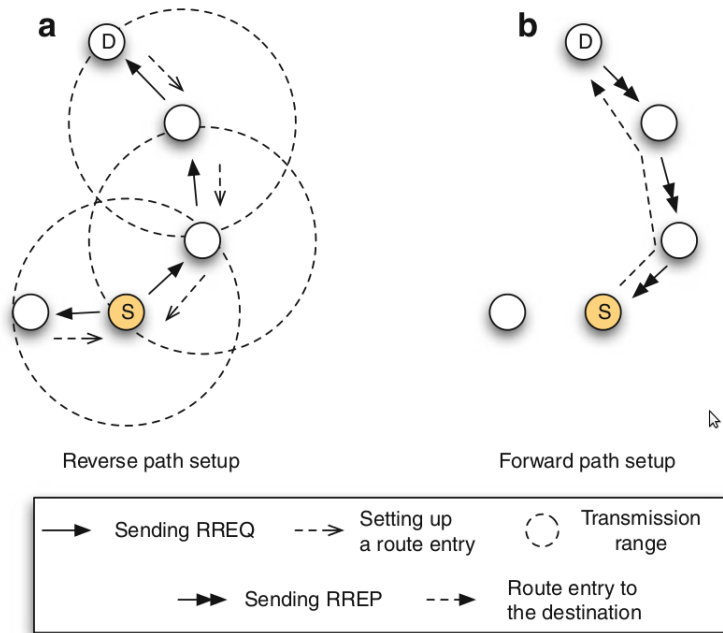 a
b
D
D
S
S
Reverse path setup
Forward path setup
Sending RREQ
Setting up
a route entry
Transmission
range
Sending RREP
Route entry to
the destination